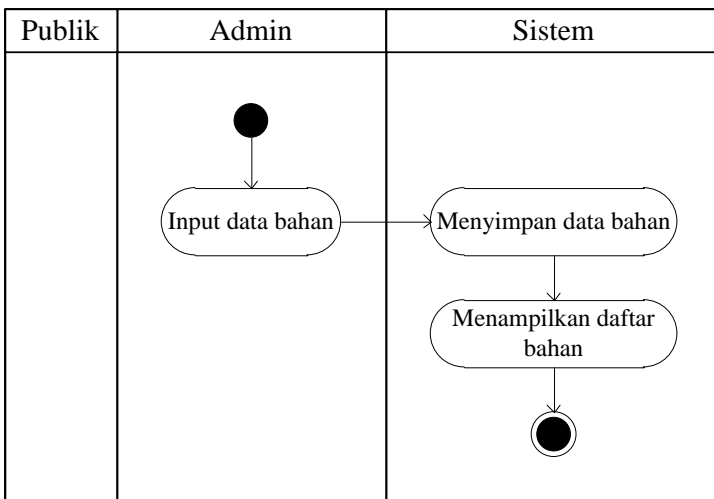 Publik
Admin
Sistem
Input data bahan
Menyimpan data bahan
Menampilkan daftar
bahan